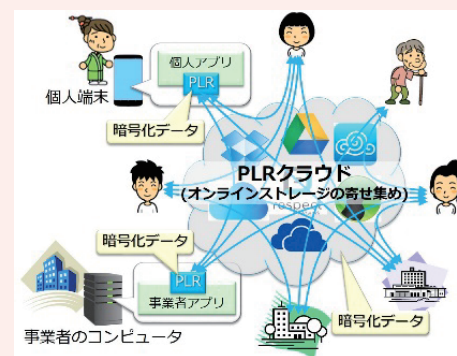 個人アプリ
PLR
個人端末
暗号化データ
PLRクラウド
(オンラインストレージの寄せ集め)
respect
暗号化データ
PLR
事業者アプリ
暗号化データ
事業者のコンピュータ